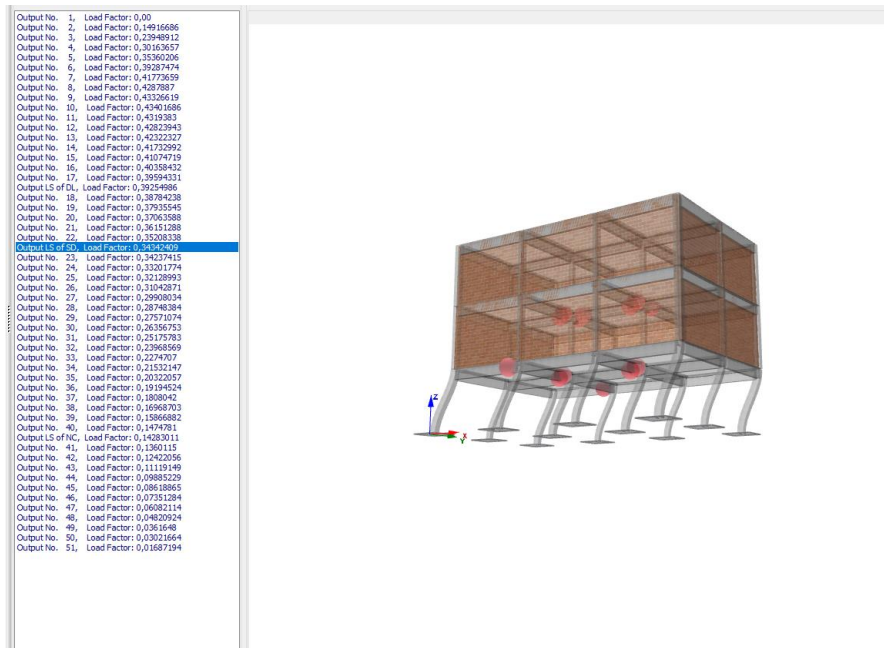 Output No. 1, Load Factor: 0,00
Output No. 2, Load Factor: 0,14916686
Output No. 3, Load Factor: 0,23948912
Output No. 4, Load Factor: 0,30163657
Output No. 5, Load Factor: 0,35360206
Output No. 6, Load Factor: 0,39287474
Output No. 7, Load Factor: 0,41773659
Output No. 8, Load Factor: 0,4287887
Output No. 9, Load Factor: 0,43326619
Output No. 10, Load Factor: 0,43401686
Output No. 11, Load Factor: 0,4319383
Output No. 12, Load Factor: 0,42823943
Output No. 13, Load Factor: 0,42322327
Output No. 14, Load Factor: 0,41732992
Output No. 15, Load Factor: 0,41074719
Output No. 16, Load Factor: 0,40358432
Output No. 17, Load Factor: 0,39594331
Output LS of DL, Load Factor: 0,39254986
Output No. 18, Load Factor: 0,38784238
Output No. 19, Load Factor: 0,37935545
Output No. 20, Load Factor: 0,37063588
Output No. 21, Load Factor: 0,36151288
Output No. 22, Load Factor: 0,35208338
Output LS of SD, Load Factor: 0,34342409
Output No. 23, Load Factor: 0,34237415
Output No. 24, Load Factor: 0,33201774
Output No. 25, Load Factor: 0,32128993
Output No. 26, Load Factor: 0,31042871
Output No. 27, Load Factor: 0,29908034
Output No. 28, Load Factor: 0,28748384
Output No. 29, Load Factor: 0,27571074
Output No. 30, Load Factor: 0,26356753
Output No. 31, Load Factor: 0,25175783
Output No. 32, Load Factor: 0,23968569
Output No. 33, Load Factor: 0,2274707
Output No. 34, Load Factor: 0,21532147
Output No. 35, Load Factor: 0,20322057
Output No. 36, Load Factor: 0,19194524
Output No. 37, Load Factor: 0,1808042
Output No. 38, Load Factor: 0,16968703
Output No. 39, Load Factor: 0,15866882
Output No. 40, Load Factor: 0,1474781
Output LS of NC, Load Factor: 0,14283011
Output No. 41, Load Factor: 0,1360115
Output No. 42, Load Factor: 0,12422056
Output No. 43, Load Factor: 0,11119149
Output No. 44, Load Factor: 0,09885229
Output No. 45, Load Factor: 0,08618865
Output No. 46, Load Factor: 0,07351284
Output No. 47, Load Factor: 0,06082114
Output No. 48, Load Factor: 0,04820924
Output No. 49, Load Factor: 0,0361648
Output No. 50, Load Factor: 0,03021664
Output No. 51, Load Factor: 0,01687194
Z
X
Y